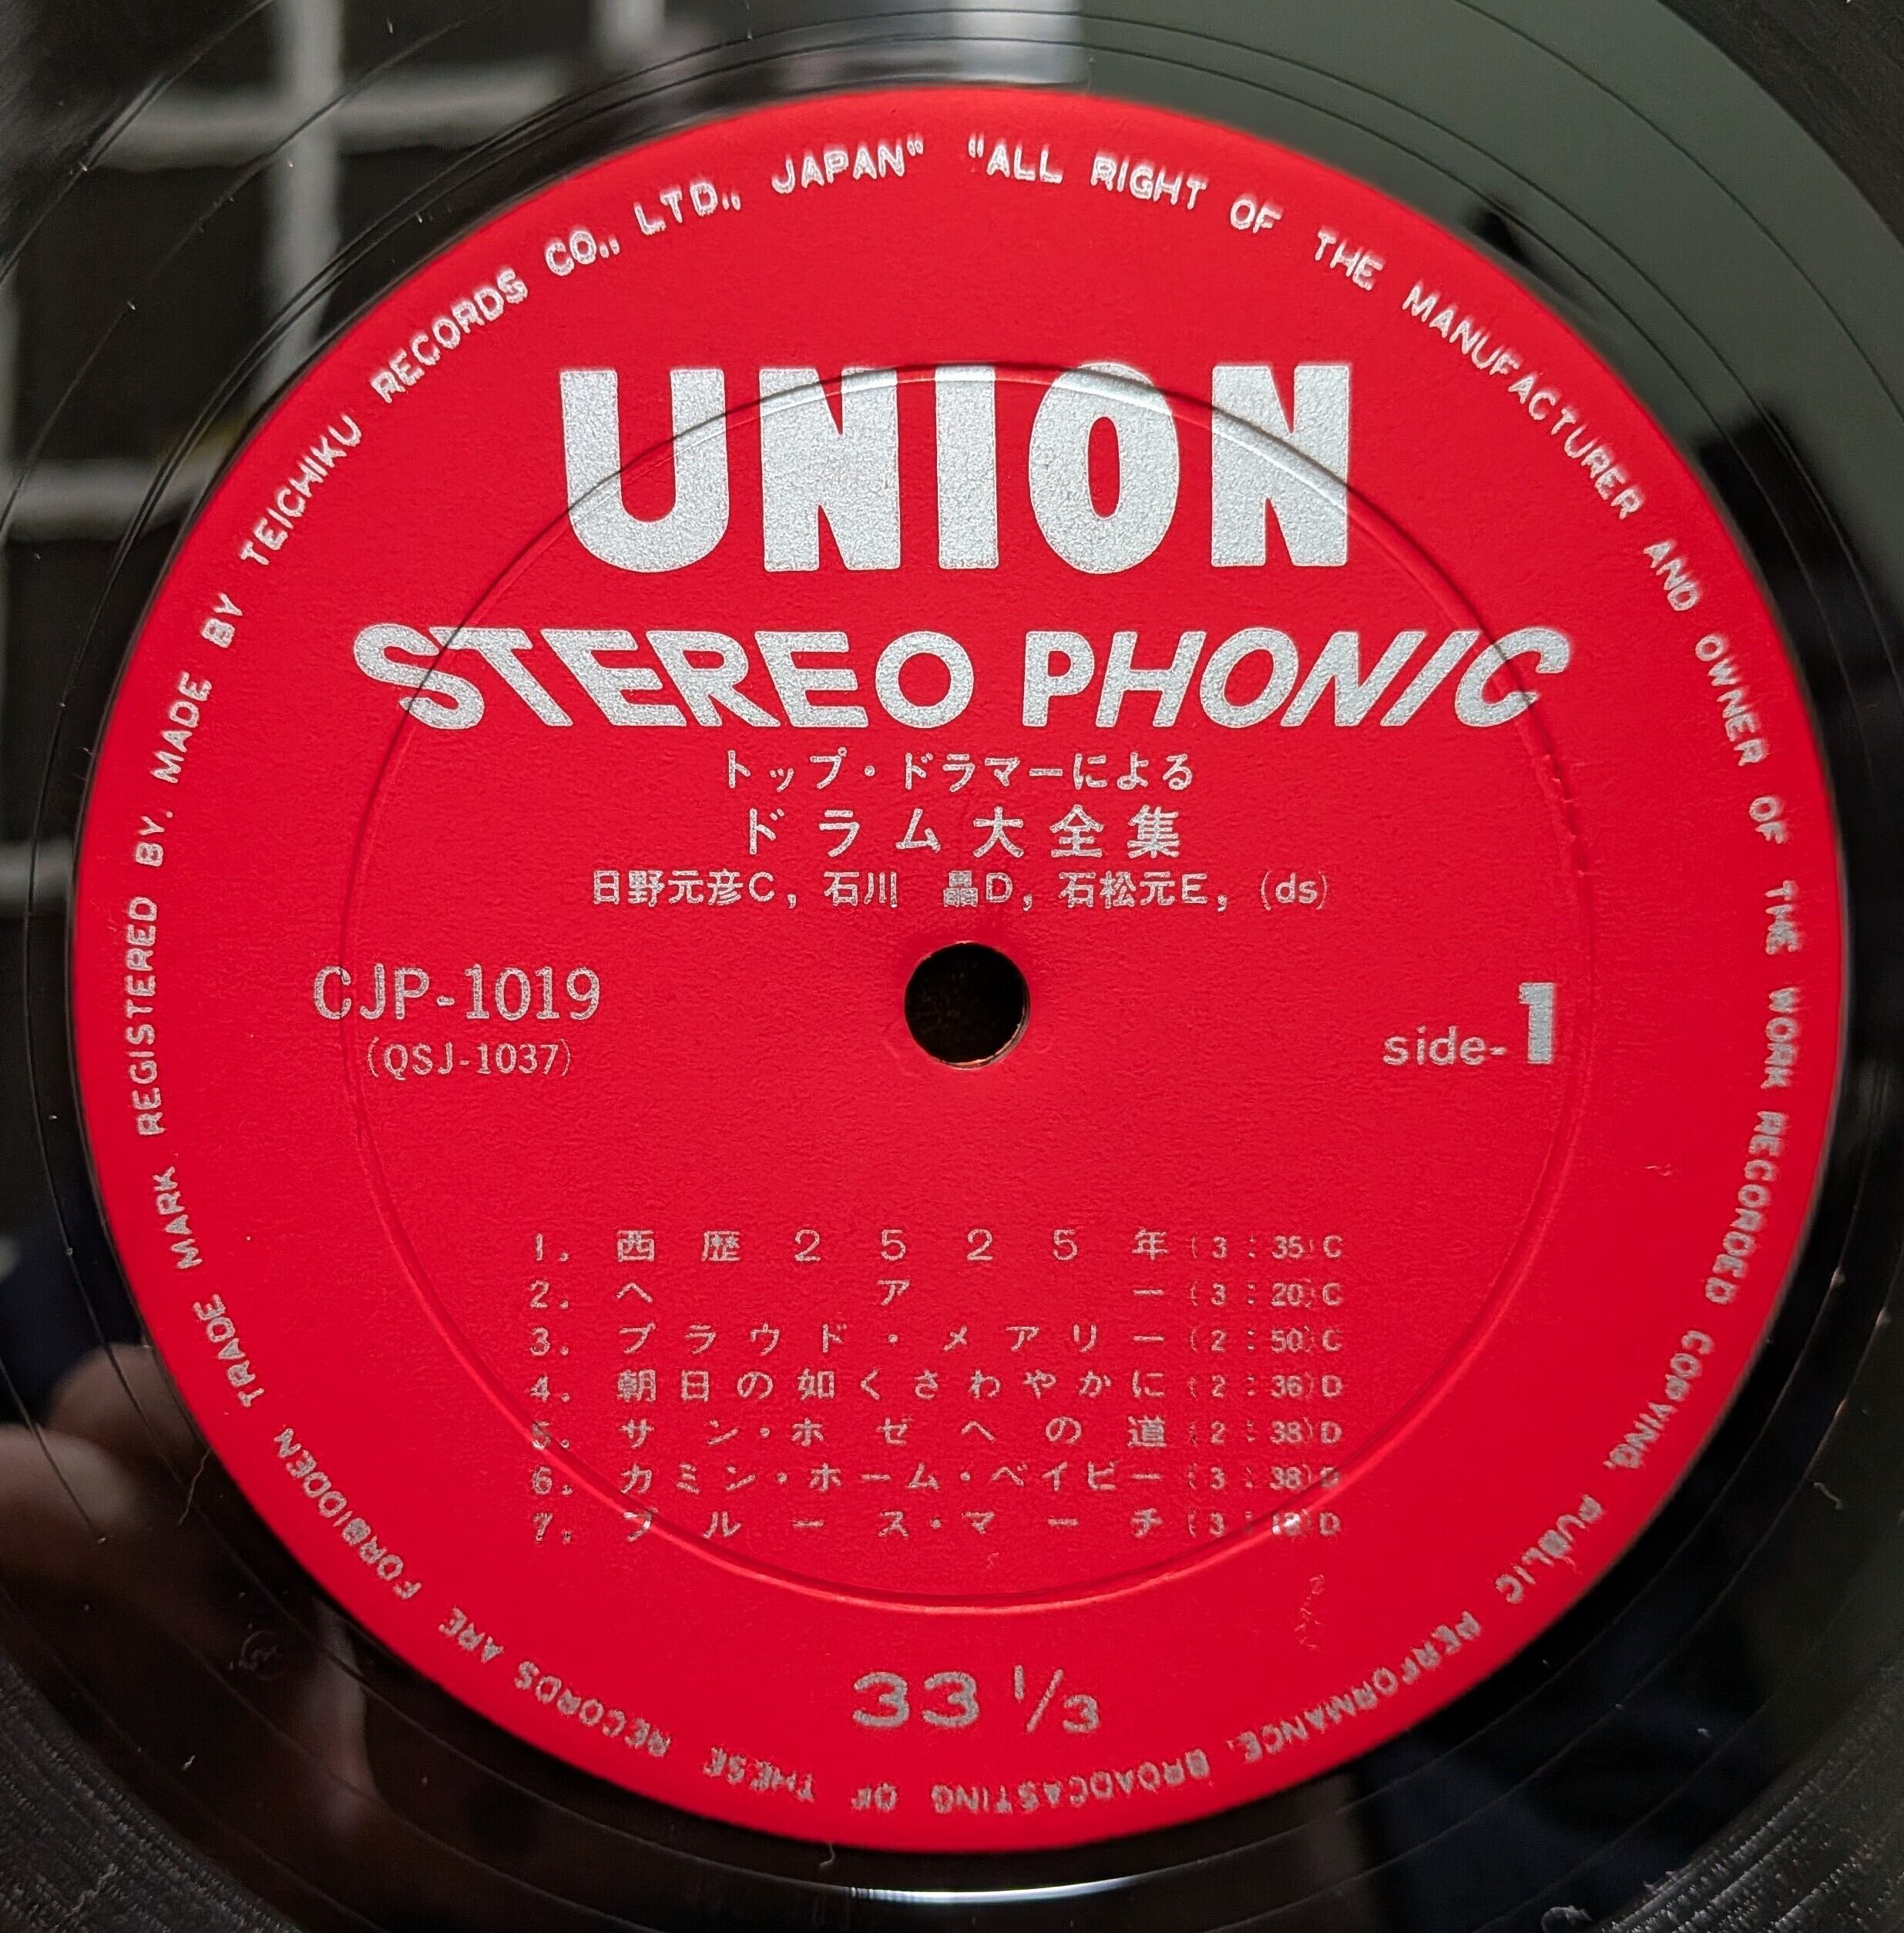 TRADE MARK REGISTERED BY, MADE BY TEICHIKU RECORDS CO., LTD., JAPAN" "ALL RIGHT OF THE MANUFACTURER AND OWNER OF THE WORK RECORDED COPYING, PUBLIC PERFORMANCE, BROADCASTING OF THESE RECORDS ARE FORBIDDEN
UNION
STEREO PHONIC
トップ・ドラマーによる
ドラム大全集
日野元彦C, 石川 晶D, 石松元E, (ds)
CJP-1019
(QSJ-1037)
side-1
1. 西歴2525年 (3:35)C
2. ヘアー (3:20)C
3. プラウド・メアリー (2:50)C
4. 朝日の如くさわやかに (2:36)D
5. サン・ホゼへの道 (2:38)D
6. カミン・ホーム・ベイビー (3:38)D
7. ブルース・マーチ (3:18)D
33 1/3